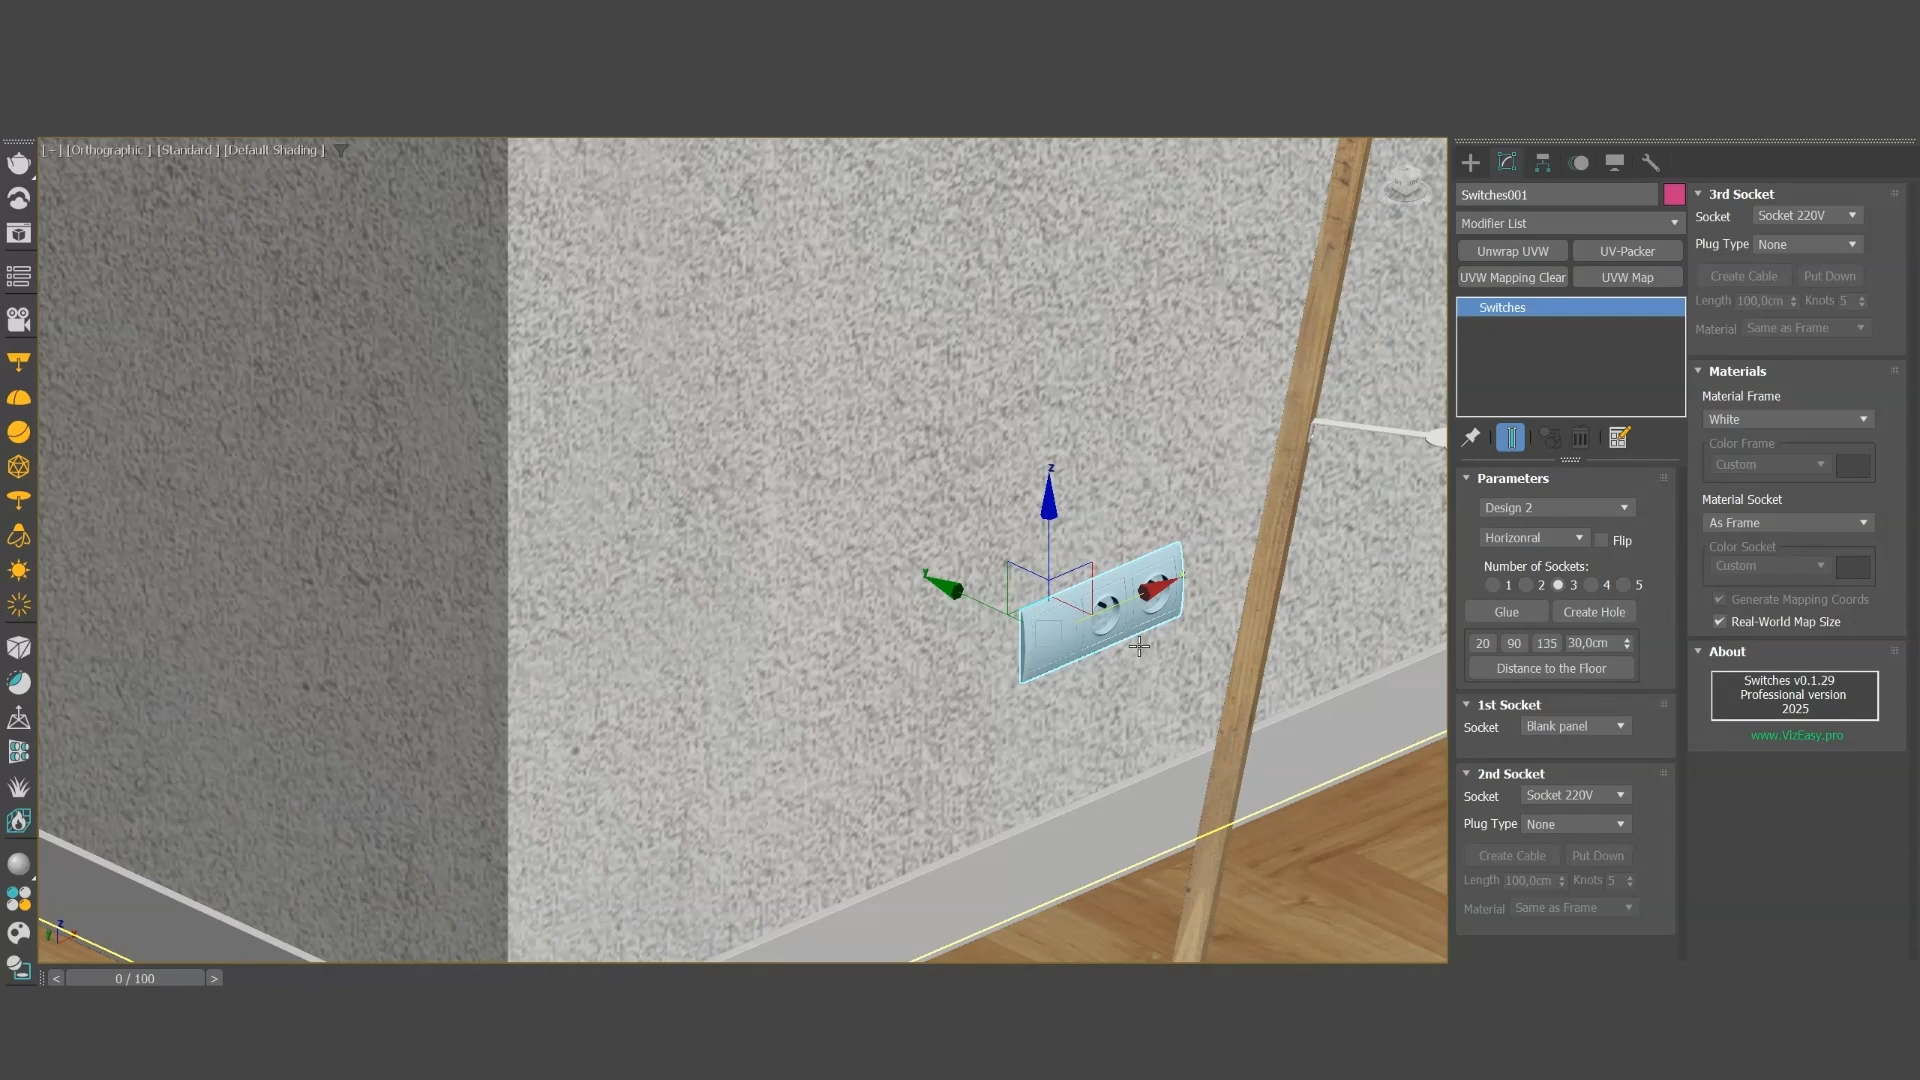 [ + ] [Orthographic ] [Standard ] [Default Shading ]
z
y
x
z
y
< 0 / 100 >
Switches001
Modifier List
Unwrap UVW UV-Packer
UVW Mapping Clear UVW Map
Switches
Parameters
Design 2
Horizonral Flip
Number of Sockets:
1 2 3 4 5
Glue Create Hole
20 90 135 30,0cm
Distance to the Floor
1st Socket
Socket Blank panel
2nd Socket
Socket Socket 220V
Plug Type None
Create Cable Put Down
Length 100,0cm Knots 5
Material Same as Frame
3rd Socket
Socket Socket 220V
Plug Type None
Create Cable Put Down
Length 100,0cm Knots 5
Material Same as Frame
Materials
Material Frame
White
Color Frame
Custom
Material Socket
As Frame
Color Socket
Custom
Generate Mapping Coords
Real-World Map Size
About
Switches v0.1.29
Professional version
2025
www.VizEasy.pro